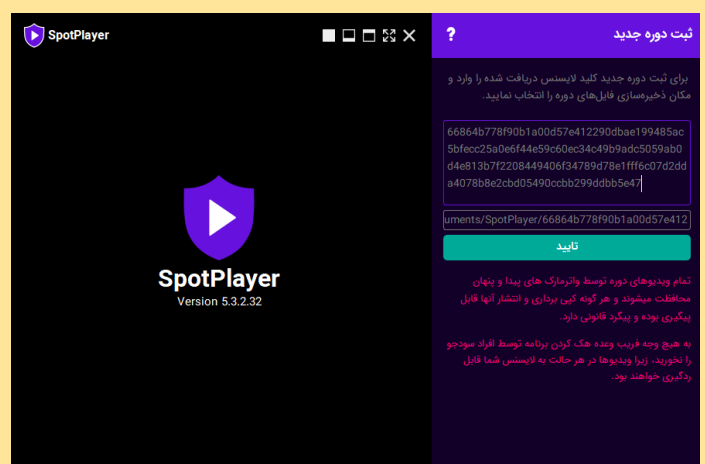 SpotPlayer
SpotPlayer
Version 5.3.2.32
?
ثبت دوره جدید
برای ثبت دوره جدید کلید لایسنس دریافت شده را وارد و
مکان ذخیره‌سازی فایل‌های دوره را انتخاب نمایید.
66864b778f90b1a00d57e412290dbae199485ac
5bfecc25a0e6f44e59c60ec34c49b9adc5059ab0
d4e813b7f2208449406f34789d78e1fff6c07d2dd
a4078b8e2cbd05490ccbb299ddbb5e47
uments/SpotPlayer/66864b778f90b1a00d57e412
تایید
تمام ویدیوهای دوره توسط واترمارک های پیدا و پنهان
محافظت میشوند و هر گونه کپی برداری و انتشار آنها قابل
پیگیری بوده و پیگرد قانونی دارد.
به هیچ وجه فریب وعده هک کردن برنامه توسط افراد سودجو
را نخورید، زیرا ویدیوها در هر حالت به لایسنس شما قابل
ردگیری خواهند بود.